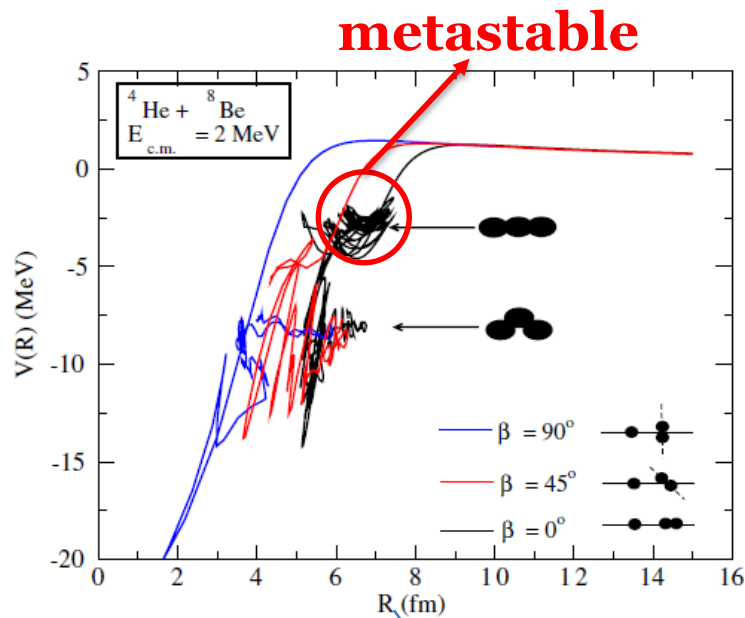 metastable
5
0
-5
-10
-15
-20
V(R) (MeV)
4He + 8Be
E c.m. = 2 MeV
β = 90°
β = 45°
β = 0°
0 2 4 6 8 10 12 14 16
R (fm)